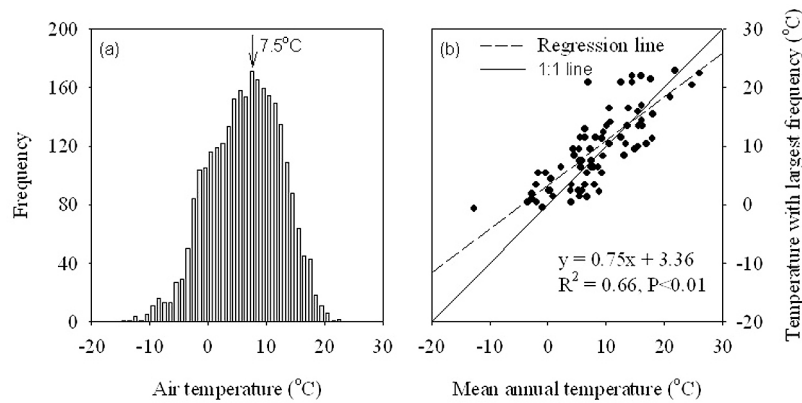 200
160
120
80
40
0
Frequency
(a)
7.5°C
-20 -10 0 10 20 30
Air temperature (°C)
(b)
Regression line
1:1 line
y = 0.75x + 3.36
R² = 0.66, P<0.01
-20 -10 0 10 20 30
Mean annual temperature (°C)
30
20
10
0
-10
-20
Temperature with largest frequency (°C)